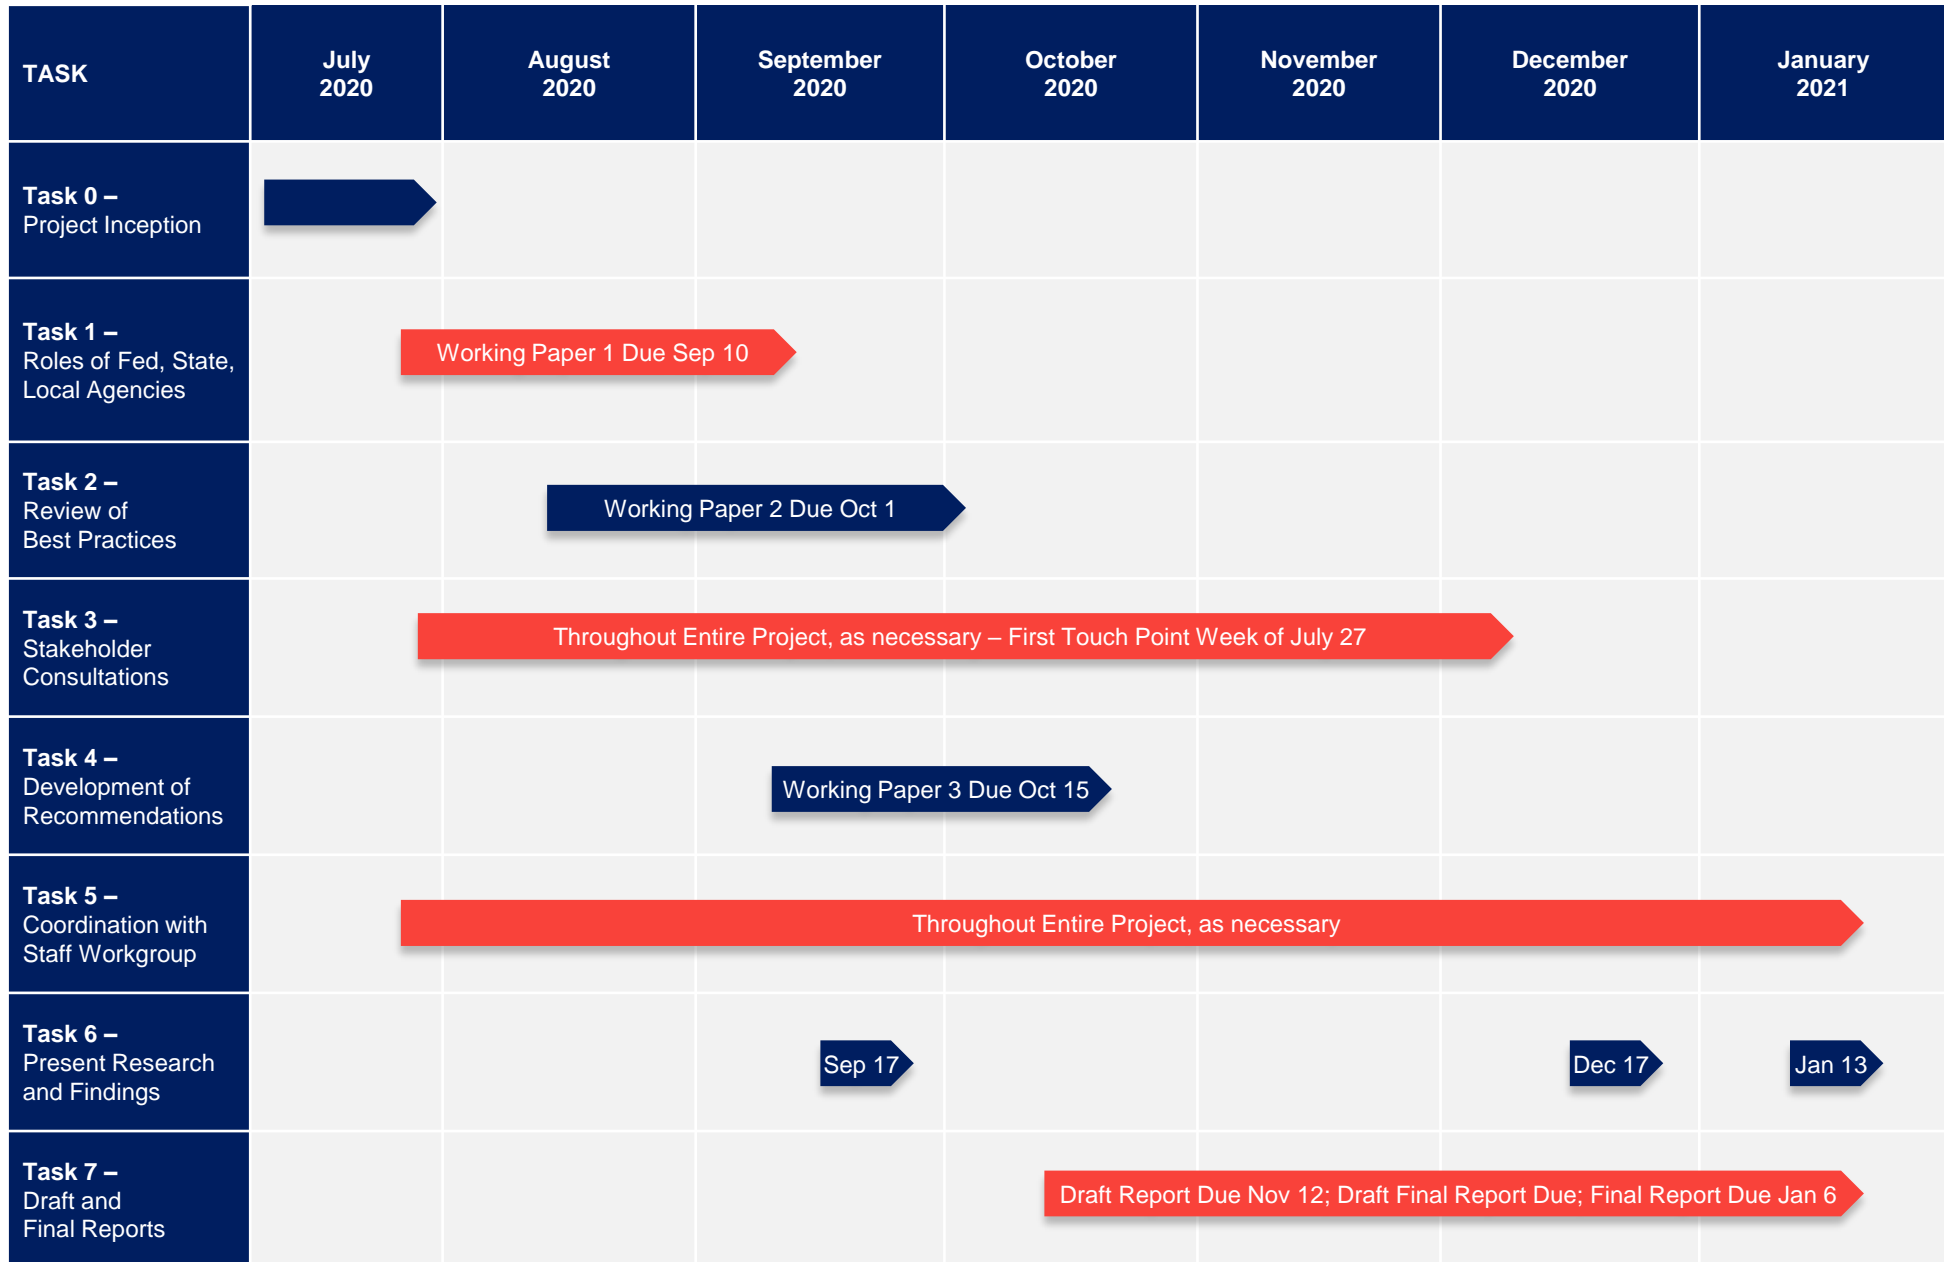 TASK
July
2020
August
2020
September
2020
October
2020
November
2020
December
2020
January
2021
Task 0 –
Project Inception
Task 1 –
Roles of Fed, State,
Local Agencies
Working Paper 1 Due Sep 10
Task 2 –
Review of
Best Practices
Working Paper 2 Due Oct 1
Task 3 –
Stakeholder
Consultations
Throughout Entire Project, as necessary – First Touch Point Week of July 27
Task 4 –
Development of
Recommendations
Working Paper 3 Due Oct 15
Task 5 –
Coordination with
Staff Workgroup
Throughout Entire Project, as necessary
Task 6 –
Present Research
and Findings
Sep 17
Dec 17
Jan 13
Task 7 –
Draft and
Final Reports
Draft Report Due Nov 12; Draft Final Report Due; Final Report Due Jan 6